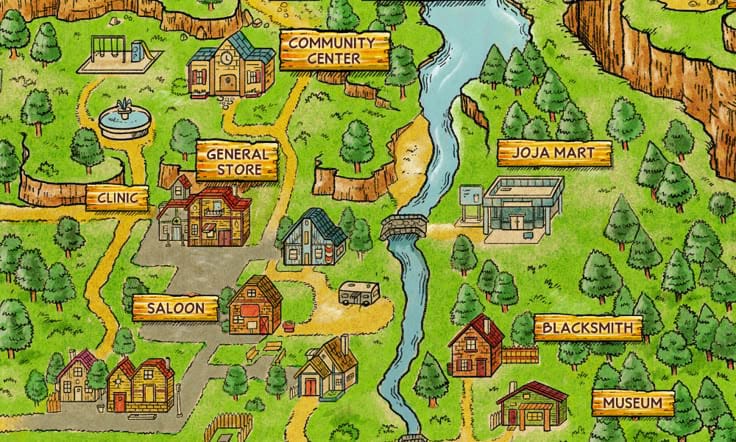 COMMUNITY
CENTER
GENERAL
STORE
JOJA MART
CLINIC
SALOON
BLACKSMITH
MUSEUM